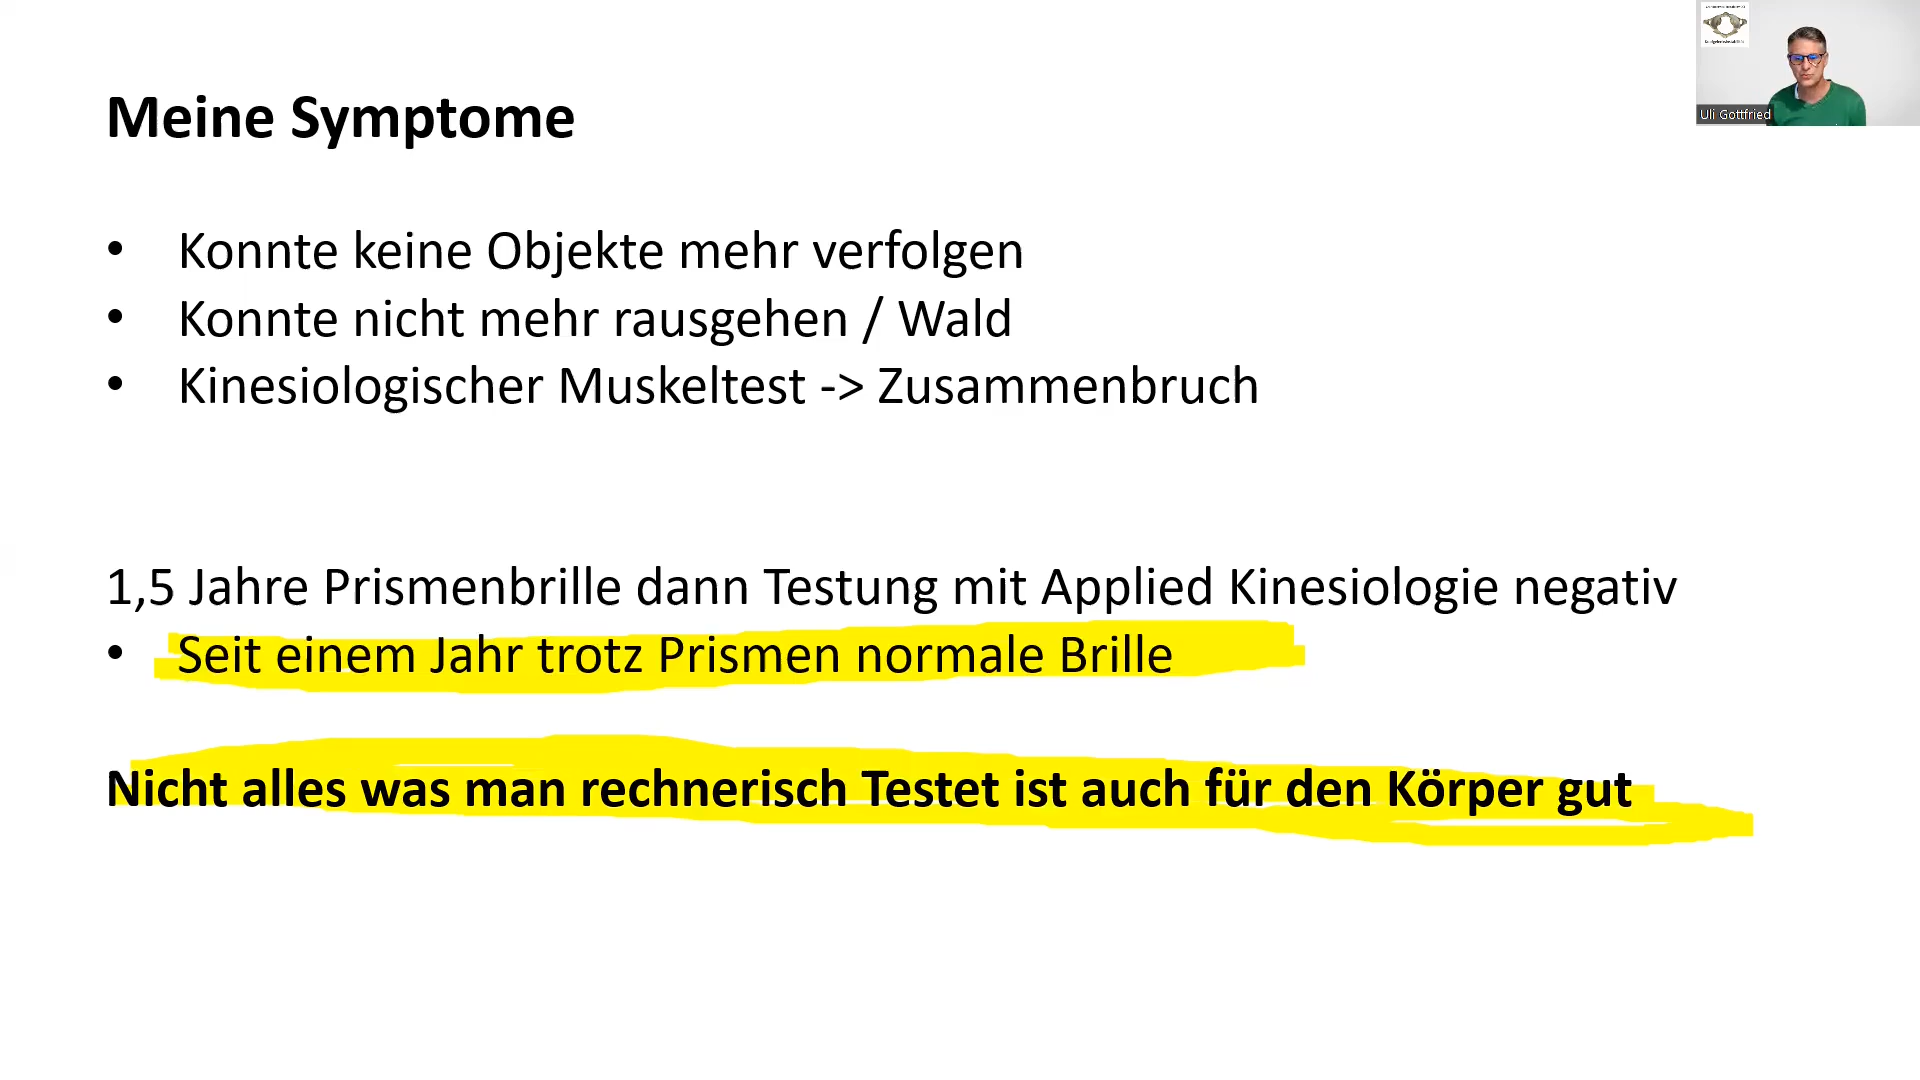 Meine Symptome
• Konnte keine Objekte mehr verfolgen
• Konnte nicht mehr rausgehen / Wald
• Kinesiologischer Muskeltest -> Zusammenbruch
1,5 Jahre Prismenbrille dann Testung mit Applied Kinesiologie negativ
• Seit einem Jahr trotz Prismen normale Brille
Nicht alles was man rechnerisch Testet ist auch für den Körper gut
Uli Gottfried